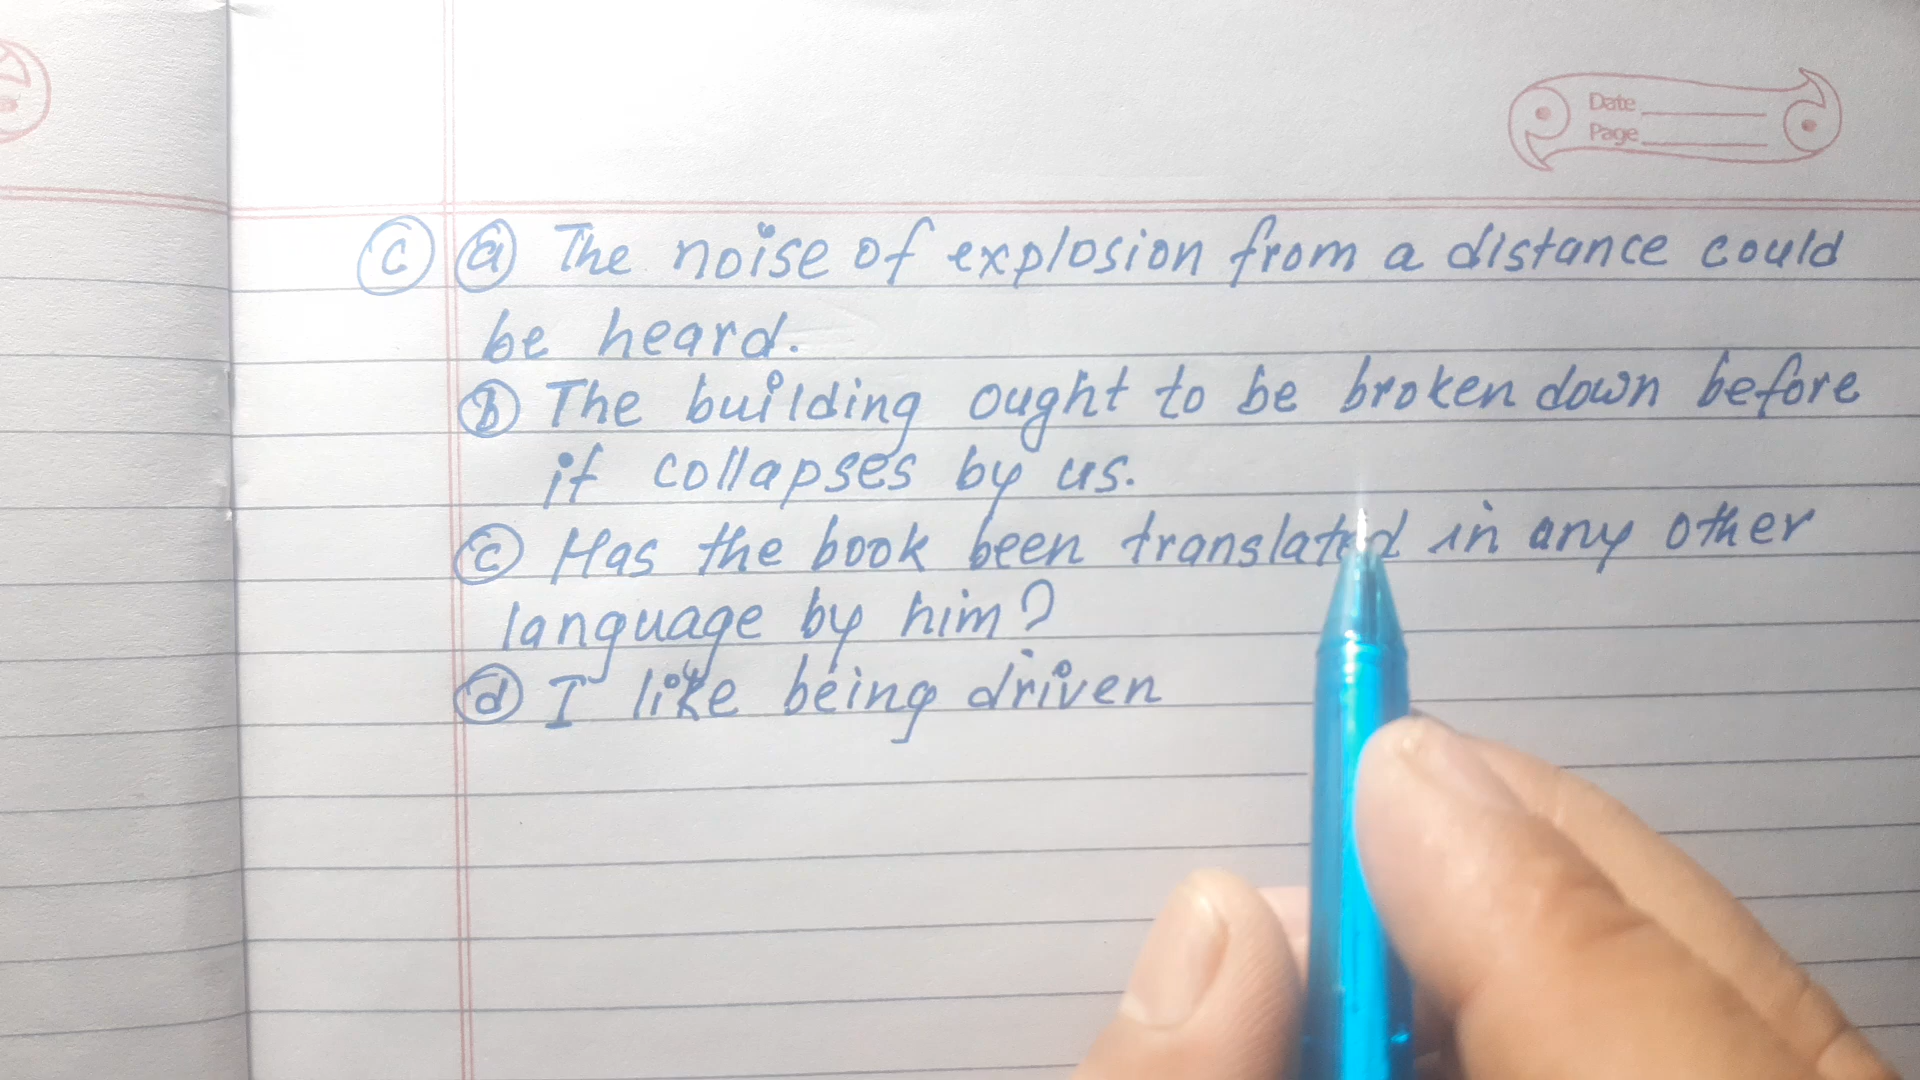 Date
Page
C a The noise of explosion from a distance could
be heard.
b The building ought to be broken down before
it collapses by us.
c Has the book been translated in any other
language by him?
d I like being driven